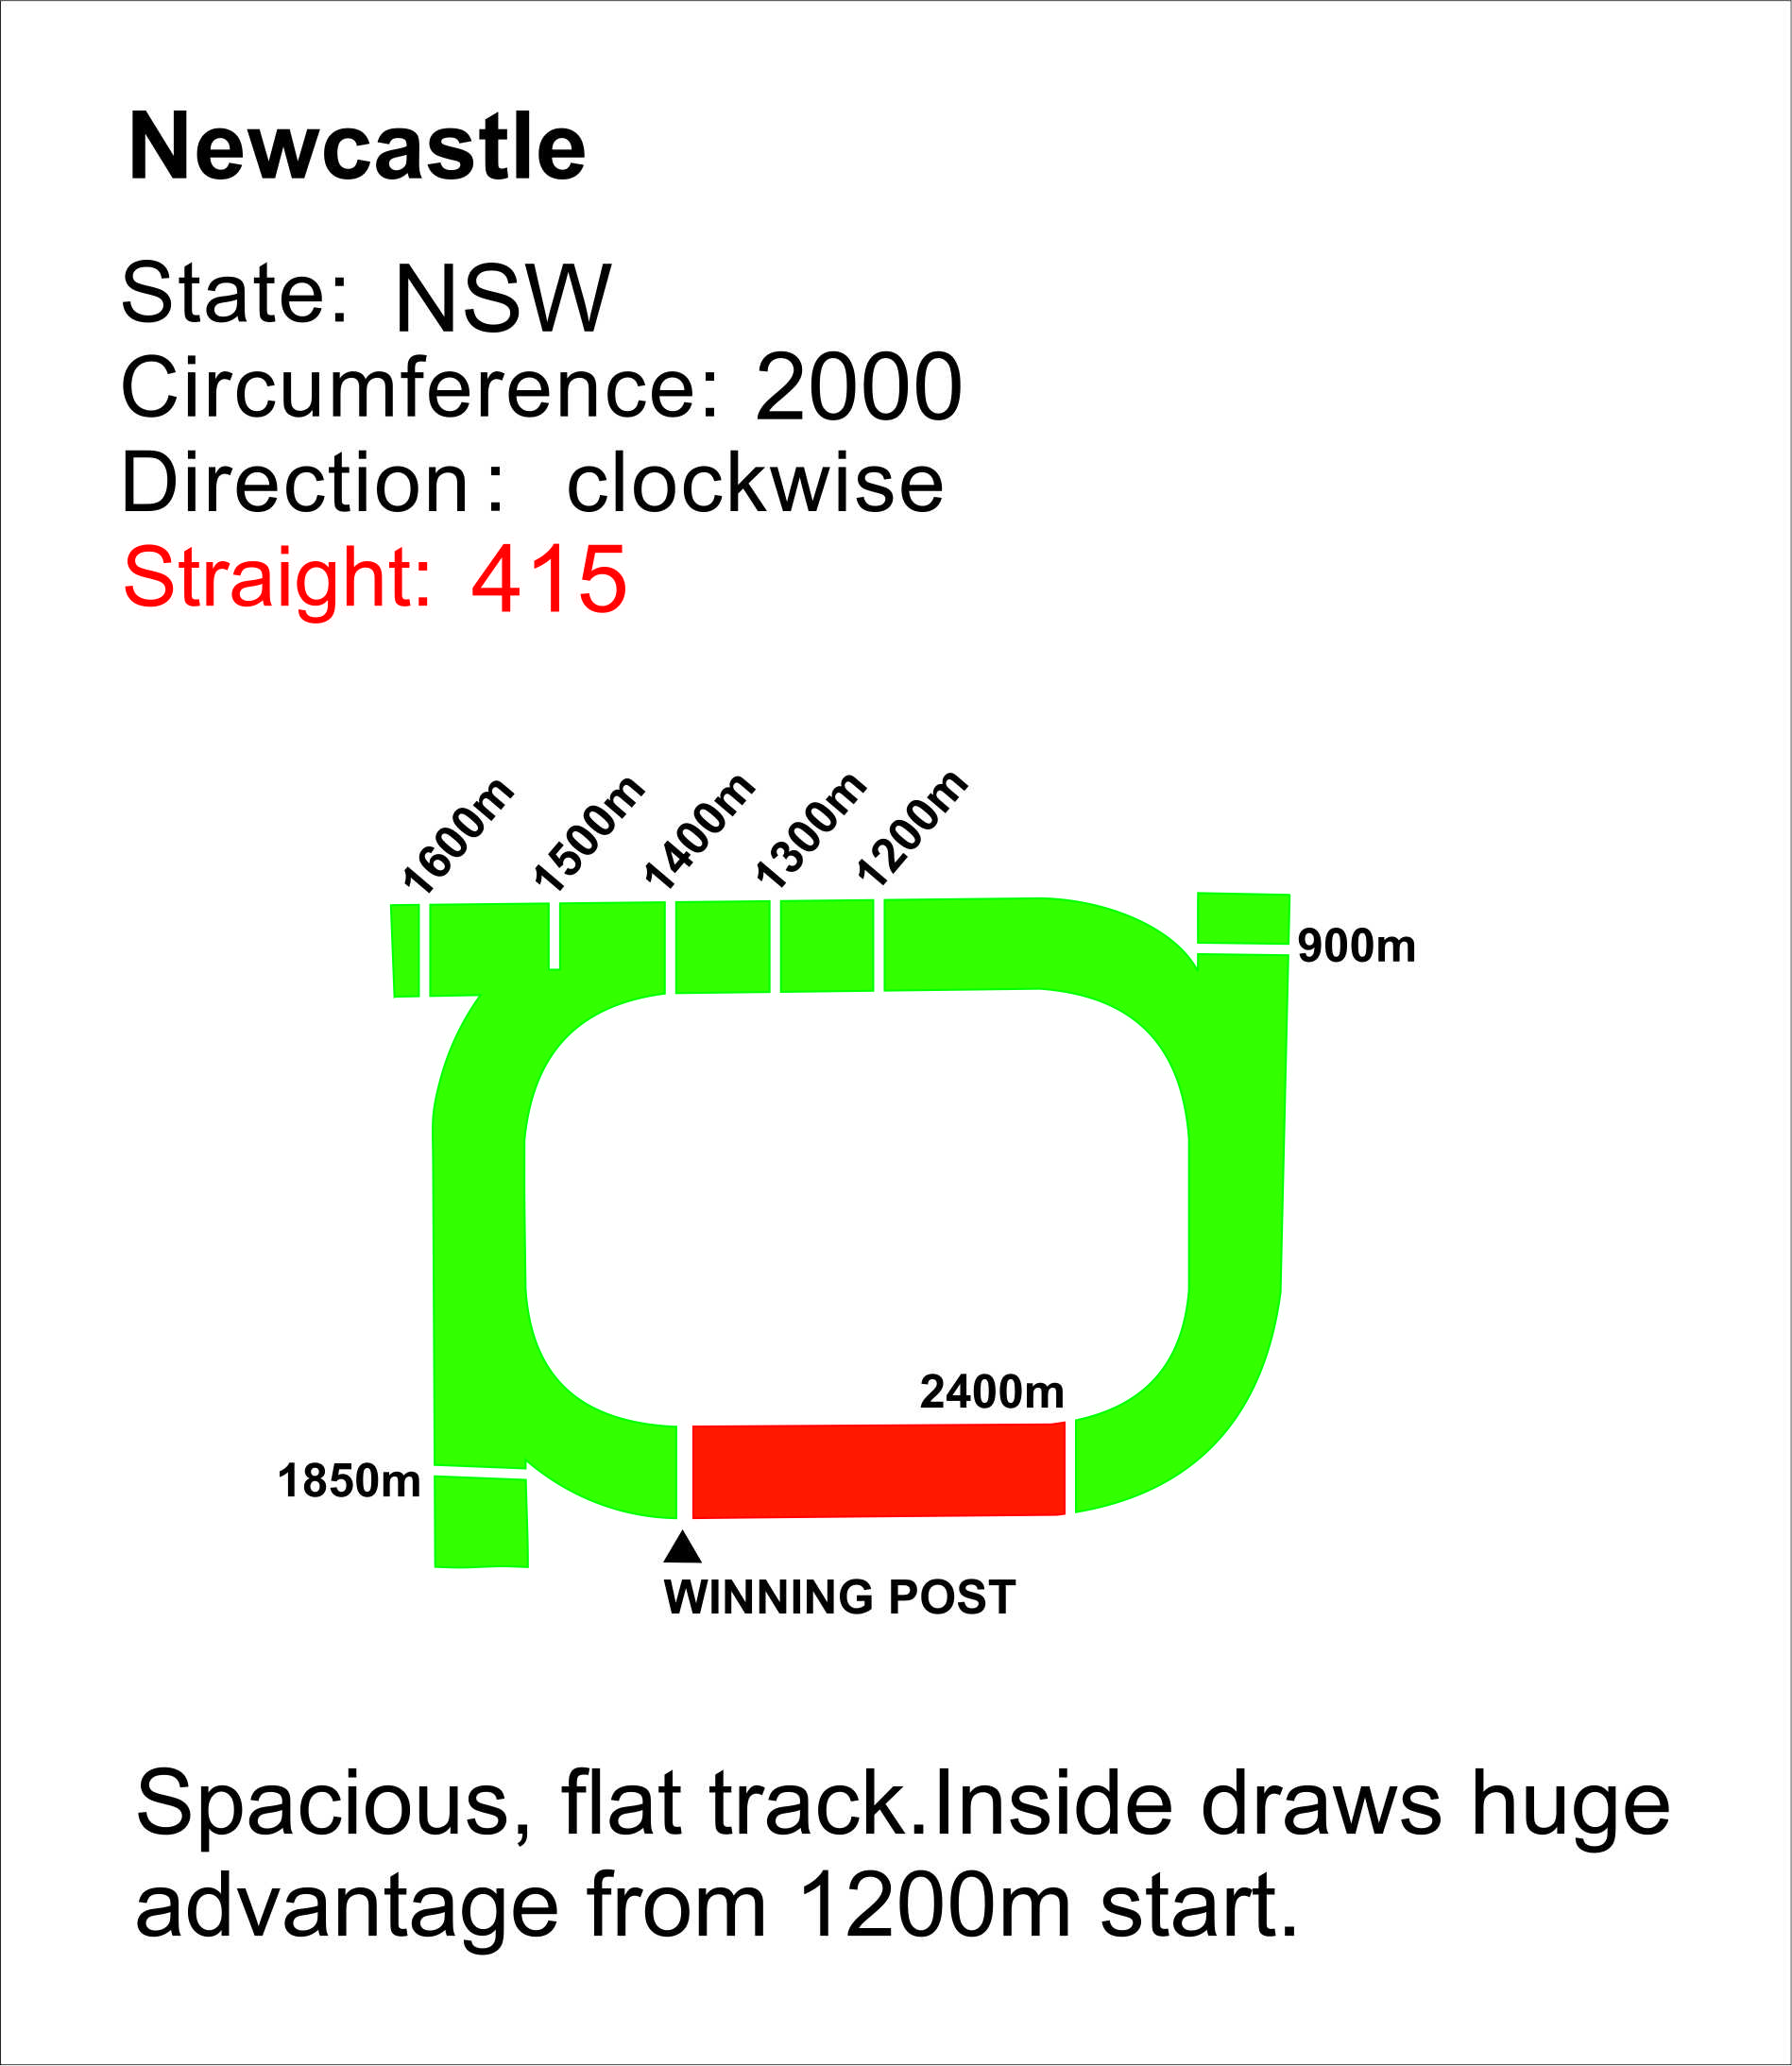 Newcastle
State: NSW
Circumference: 2000
Direction: clockwise
Straight: 415
1600m
1500m
1400m
1300m
1200m
900m
2400m
1850m
WINNING POST
Spacious, flat track.Inside draws huge
advantage from 1200m start.